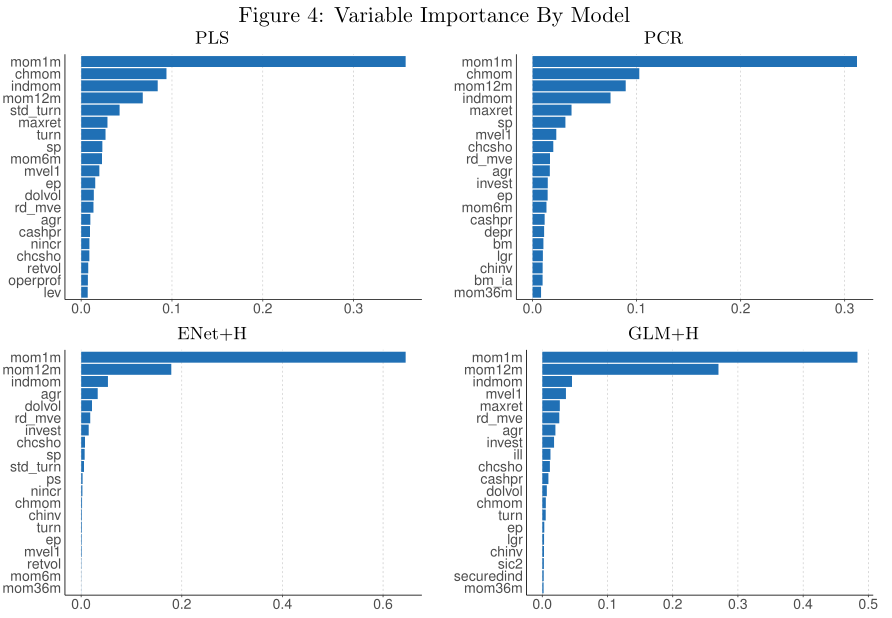 Figure 4: Variable Importance By Model
PLS
mom1m
chmom
indmom
mom12m
std_turn
maxret
turn
sp
mom6m
mvel1
ep
dolvol
rd_mve
agr
cashpr
nincr
chcsho
retvol
operprof
lev
0.0 0.1 0.2 0.3
PCR
mom1m
chmom
mom12m
indmom
maxret
sp
mvel1
chcsho
rd_mve
agr
invest
ep
mom6m
cashpr
depr
bm
lgr
chinv
bm_ia
mom36m
0.0 0.1 0.2 0.3
ENet+H
mom1m
mom12m
indmom
agr
dolvol
rd_mve
invest
chcsho
sp
std_turn
ps
nincr
chmom
chinv
turn
ep
mvel1
retvol
mom6m
mom36m
0.0 0.2 0.4 0.6
GLM+H
mom1m
mom12m
indmom
mvel1
maxret
rd_mve
agr
invest
ill
chcsho
cashpr
dolvol
chmom
turn
ep
lgr
chinv
sic2
securedind
mom36m
0.0 0.1 0.2 0.3 0.4 0.5